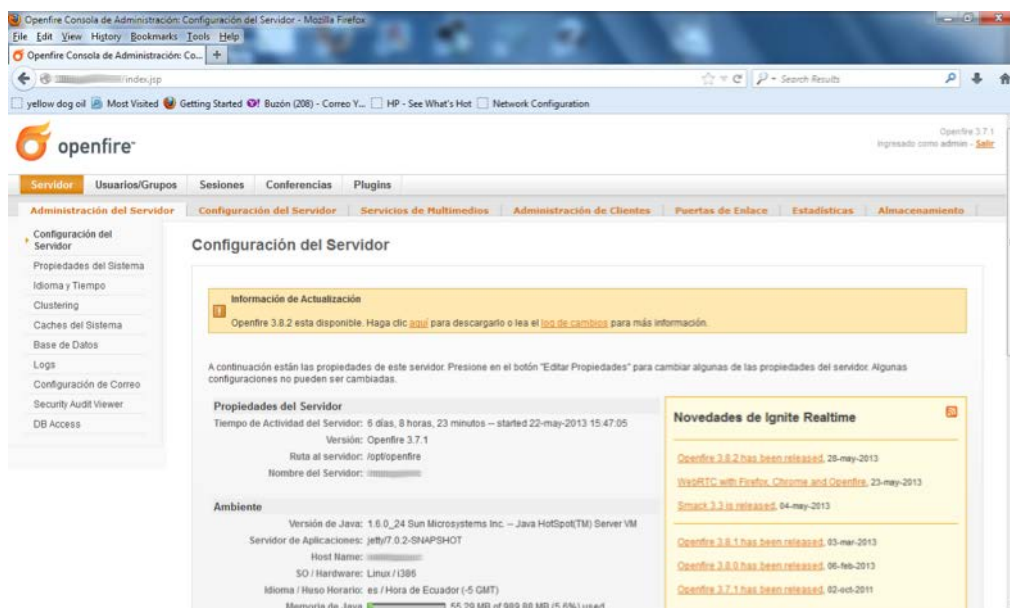 Openfire Consola de Administración: Configuración del Servidor - Mozilla Firefox
File Edit View History Bookmarks Tools Help
Openfire Consola de Administración: Co... +
index.jsp
Search Results
yellow dog oil Most Visited Getting Started Buzón (208) - Correo Y... HP - See What's Hot Network Configuration
openfire
Openfire 3.7.1
Ingresado como admin - Salir
Servidor Usuarios/Grupos Sesiones Conferencias Plugins
Administración del Servidor Configuración del Servidor Servicios de Multimedios Administración de Clientes Puertas de Enlace Estadísticas Almacenamiento
Configuración del
Servidor
Propiedades del Sistema
Idioma y Tiempo
Clustering
Caches del Sistema
Base de Datos
Logs
Configuración de Correo
Security Audit Viewer
DB Access
Configuración del Servidor
Información de Actualización
Openfire 3.8.2 esta disponible. Haga clic aquí para descargarlo o lea el log de cambios para más información.
A continuación están las propiedades de este servidor. Presione en el botón "Editar Propiedades" para cambiar algunas de las propiedades del servidor. Algunas
configuraciones no pueden ser cambiadas.
Propiedades del Servidor
Tiempo de Actividad del Servidor: 6 días, 8 horas, 23 minutos -- started 22-may-2013 15:47:05
Versión: Openfire 3.7.1
Ruta al servidor: /opt/openfire
Nombre del Servidor:
Ambiente
Versión de Java: 1.6.0_24 Sun Microsystems Inc. -- Java HotSpot(TM) Server VM
Servidor de Aplicaciones: jetty/7.0.2-SNAPSHOT
Host Name:
SO / Hardware: Linux / i386
Idioma / Huso Horario: es / Hora de Ecuador (-5 GMT)
Memoria de Java 55.29 MB of 989.88 MB (5.6%) used
Novedades de Ignite Realtime
Openfire 3.8.2 has been released, 28-may-2013
WebRTC with Firefox, Chrome and Openfire, 23-may-2013
Smack 3.3 is released, 04-may-2013
Openfire 3.8.1 has been released, 03-mar-2013
Openfire 3.8.0 has been released, 06-feb-2013
Openfire 3.7.1 has been released, 02-oct-2011